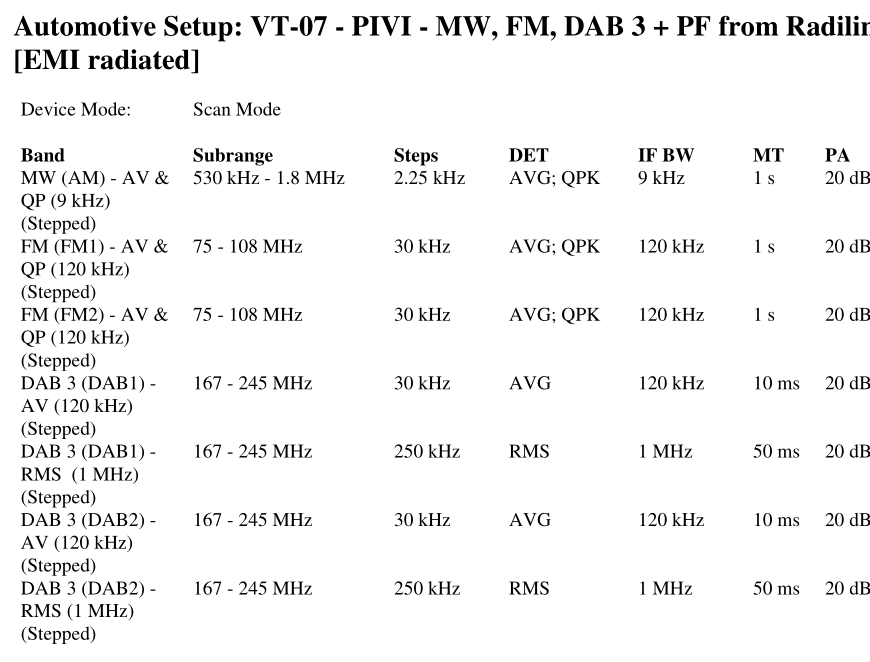 Automotive Setup: VT-07 - PIVI - MW, FM, DAB 3 + PF from
[EMI radiated]
Device Mode: Scan Mode
Band Subrange Steps DET IF BW MT PA
MW (AM) - AV & 530 kHz - 1.8 MHz 2.25 kHz AVG; QPK 9 kHz 1 s 20 dB
QP (9 kHz)
(Stepped)
FM (FM1) - AV & 75 - 108 MHz 30 kHz AVG; QPK 120 kHz 1 s 20 dB
QP (120 kHz)
(Stepped)
FM (FM2) - AV & 75 - 108 MHz 30 kHz AVG; QPK 120 kHz 1 s 20 dB
QP (120 kHz)
(Stepped)
DAB 3 (DAB1) - 167 - 245 MHz 30 kHz AVG 120 kHz 10 ms 20 dB
AV (120 kHz)
(Stepped)
DAB 3 (DAB1) - 167 - 245 MHz 250 kHz RMS 1 MHz 50 ms 20 dB
RMS (1 MHz)
(Stepped)
DAB 3 (DAB2) - 167 - 245 MHz 30 kHz AVG 120 kHz 10 ms 20 dB
AV (120 kHz)
(Stepped)
DAB 3 (DAB2) - 167 - 245 MHz 250 kHz RMS 1 MHz 50 ms 20 dB
RMS (1 MHz)
(Stepped)